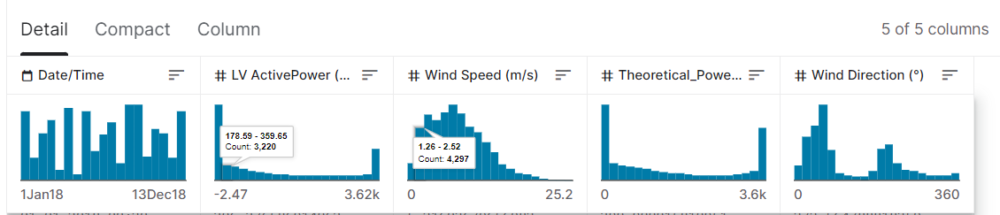 Detail Compact Column 5 of 5 columns
Date/Time LV ActivePower (... Wind Speed (m/s) Theoretical_Powe... Wind Direction (°)
178.59 - 359.65
Count: 3,220
1.26 - 2.52
Count: 4,297
1Jan18 13Dec18 -2.47 3.62k 0 25.2 0 3.6k 0 360